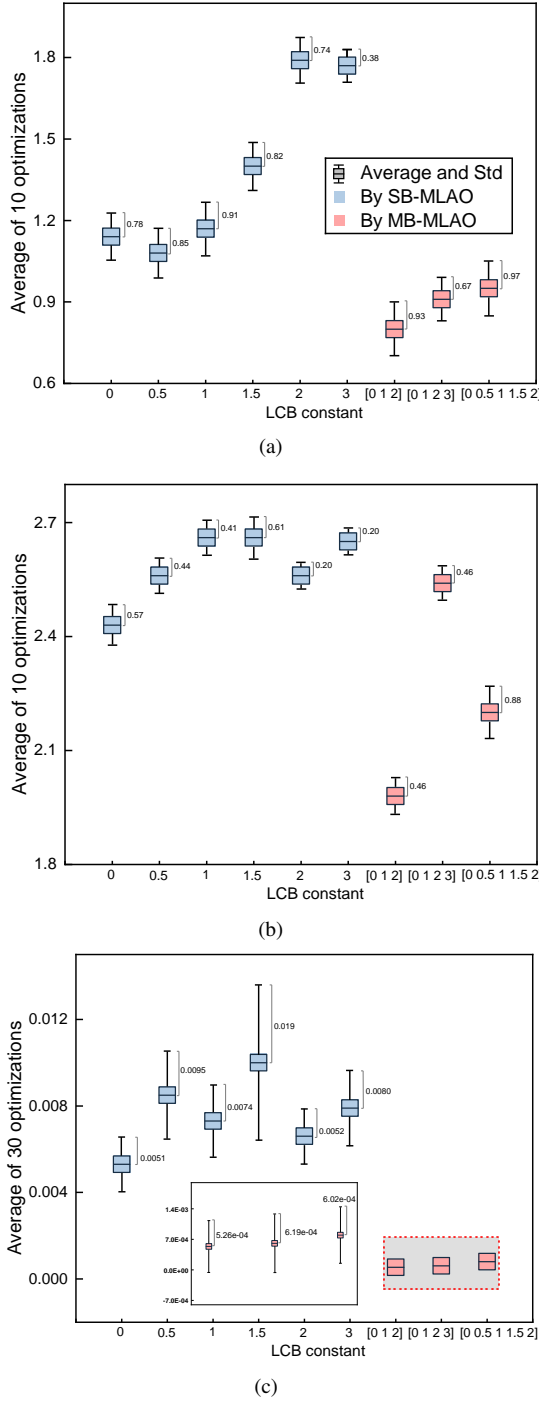 1.8
1.5
1.2
0.9
0.6
Average of 10 optimizations
0.78
0.85
0.91
0.82
0.74
0.38
0.93
0.67
0.97
Average and Std
By SB-MLAO
By MB-MLAO
0 0.5 1 1.5 2 3 [0 1 2] [0 1 2 3] [0 0.5 1 1.5 2]
LCB constant
(a)
2.7
2.4
2.1
1.8
Average of 10 optimizations
0.57
0.44
0.41
0.61
0.20
0.20
0.46
0.46
0.88
0 0.5 1 1.5 2 3 [0 1 2] [0 1 2 3] [0 0.5 1 1.5 2]
LCB constant
(b)
0.012
0.008
0.004
0.000
Average of 30 optimizations
0.0051
0.0095
0.0074
0.019
0.0052
0.0080
1.4E-03
7.0E-04
0.0E+00
-7.0E-04
5.26e-04
6.19e-04
6.02e-04
0 0.5 1 1.5 2 3 [0 1 2] [0 1 2 3] [0 0.5 1 1.5 2]
LCB constant
(c)